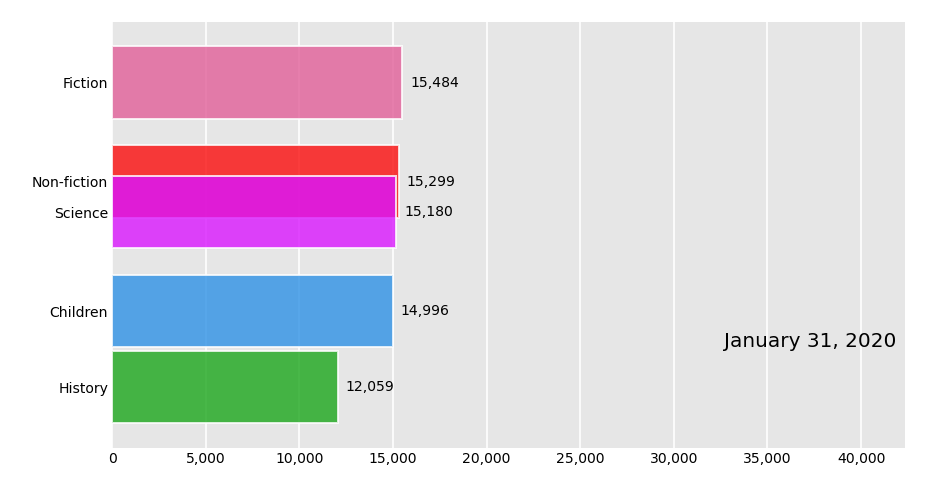 Fiction 15,484
Non-fiction 15,299
Science 15,180
Children 14,996
January 31, 2020
History 12,059
0 5,000 10,000 15,000 20,000 25,000 30,000 35,000 40,000